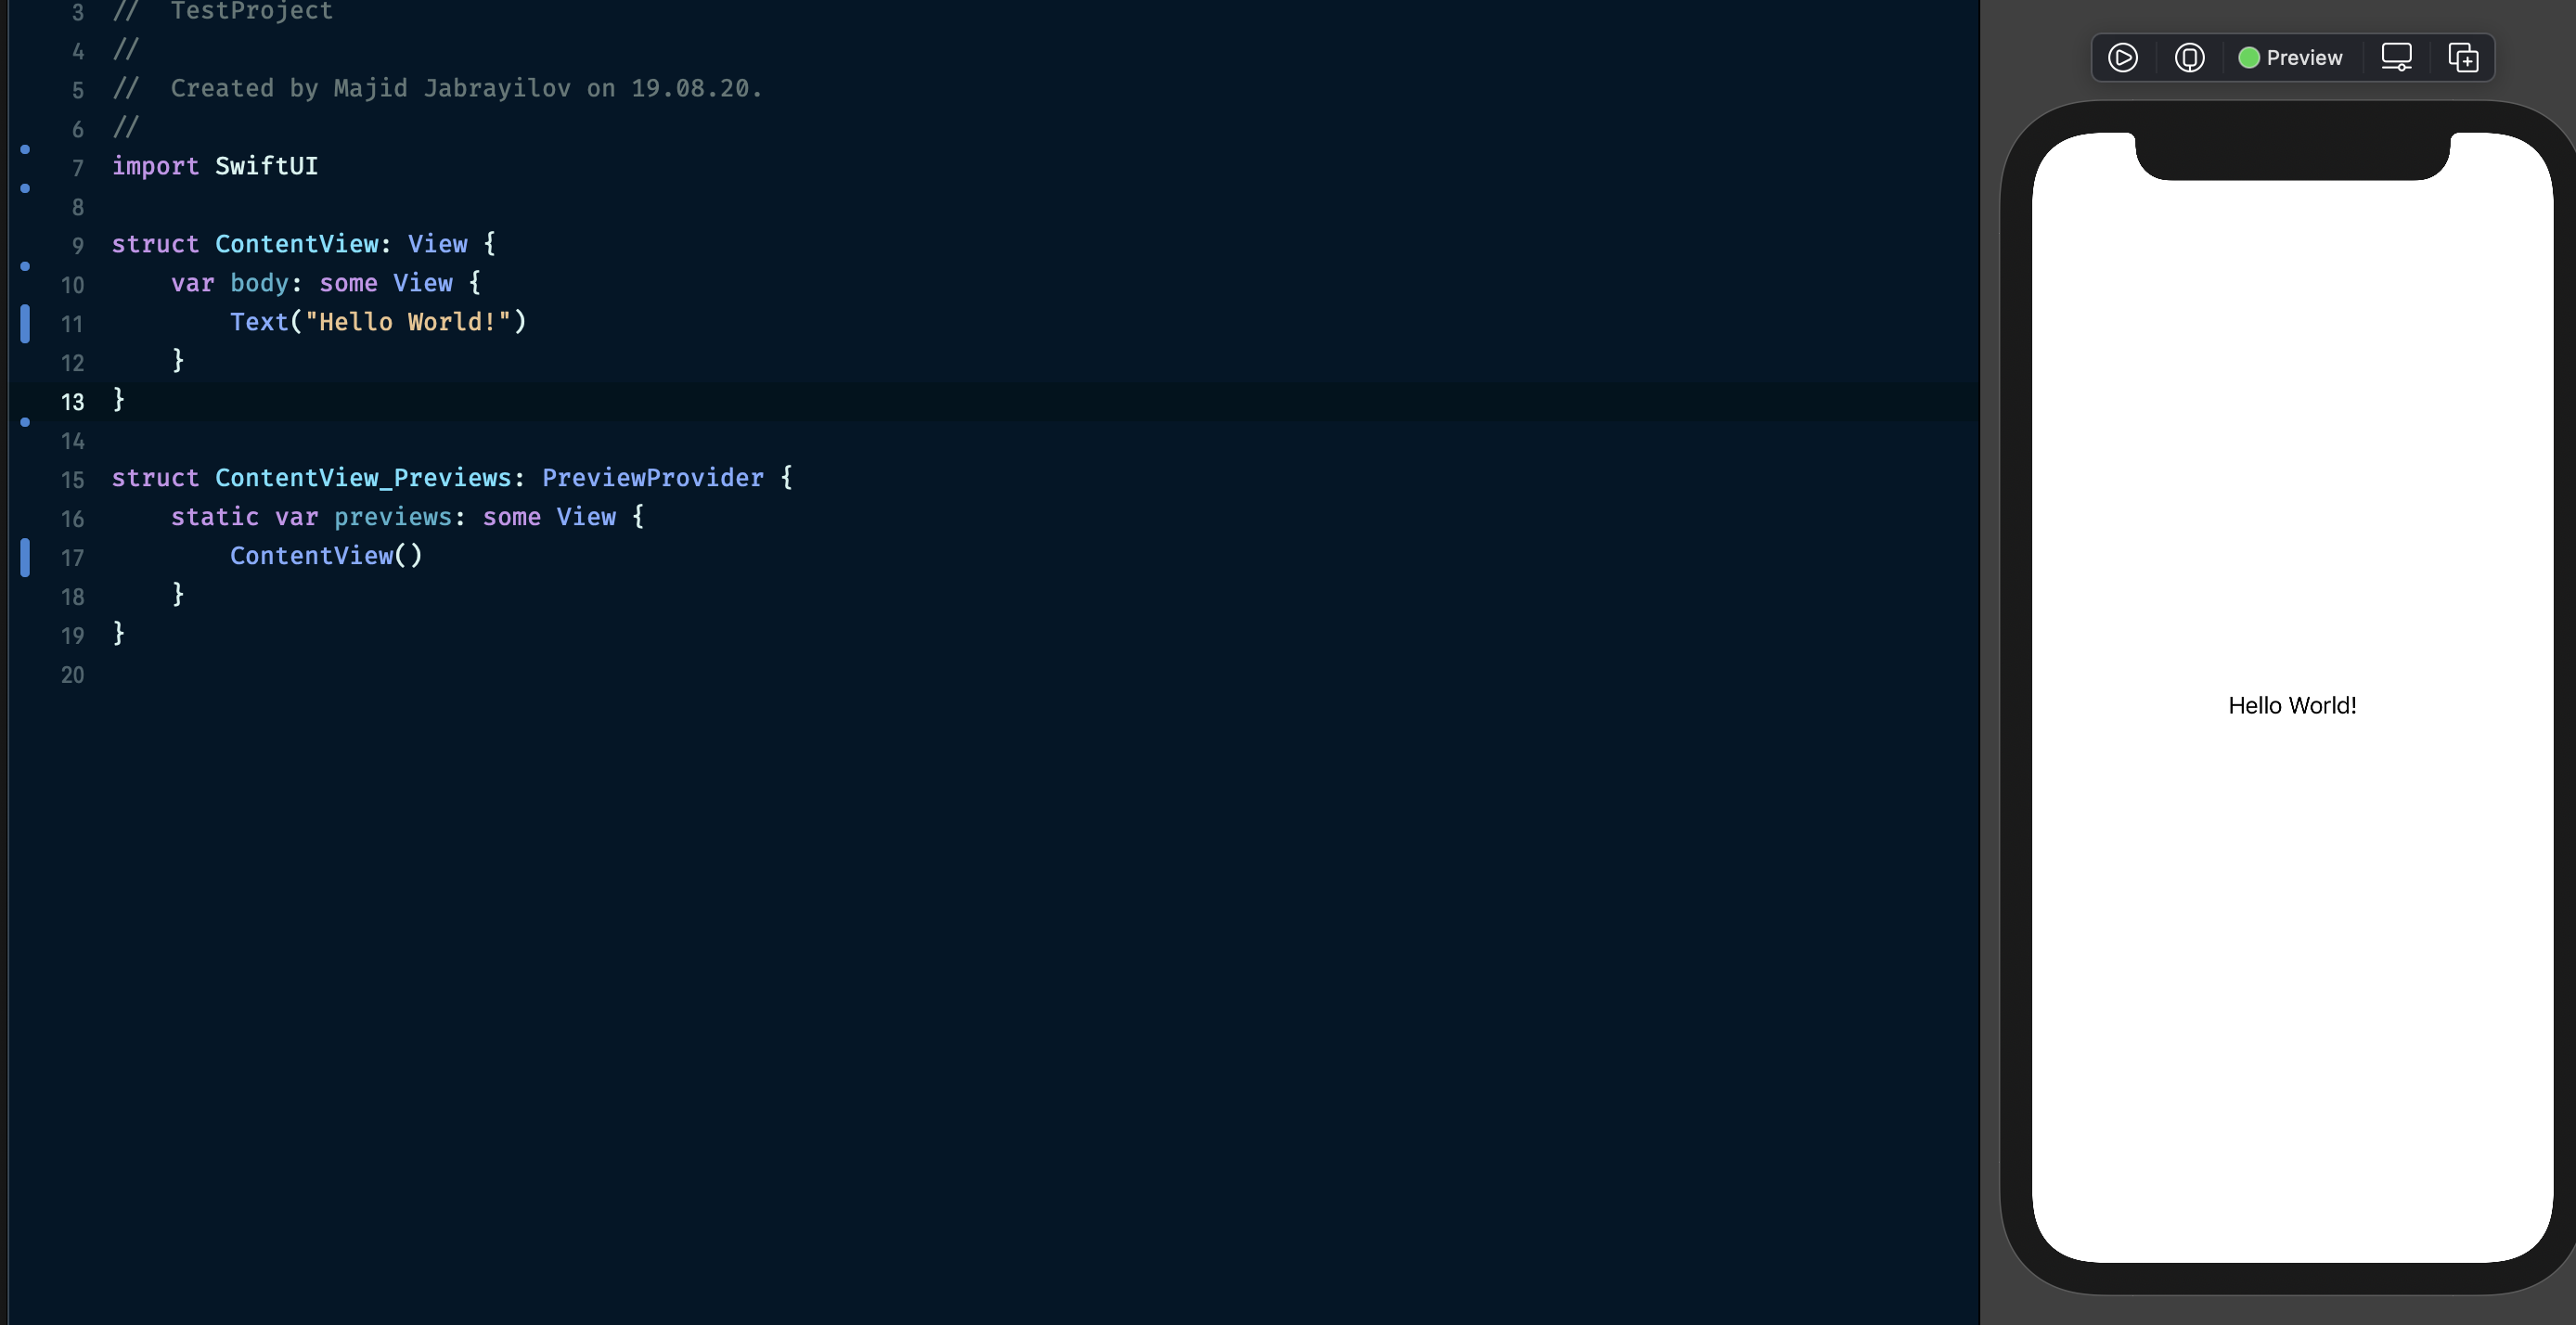 3 //  TestProject
4 //
5 //  Created by Majid Jabrayilov on 19.08.20.
6 //
7 import SwiftUI
8
9 struct ContentView: View {
10     var body: some View {
11         Text("Hello World!")
12     }
13 }
14
15 struct ContentView_Previews: PreviewProvider {
16     static var previews: some View {
17         ContentView()
18     }
19 }
20
Preview
Hello World!